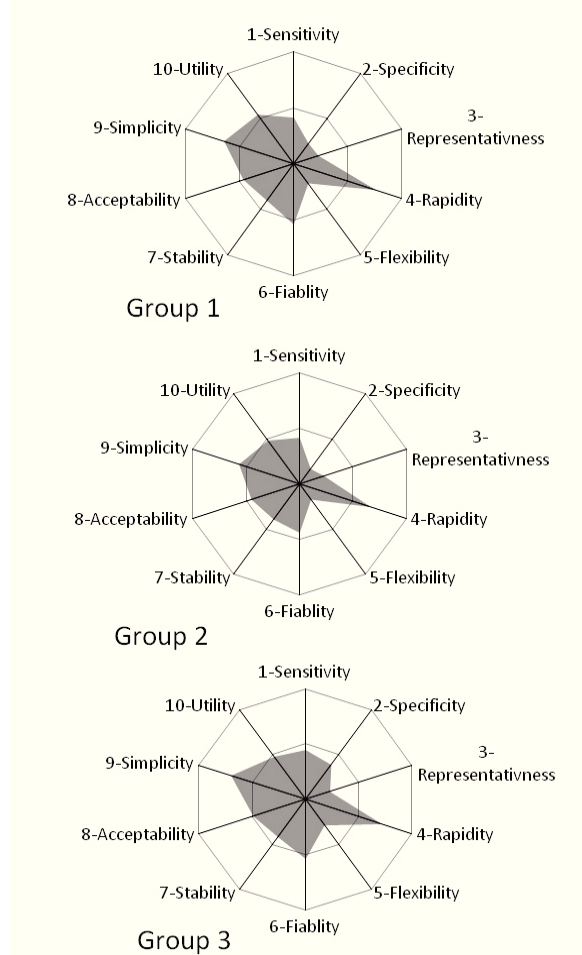 1-Sensitivity
10-Utility
2-Specificity
9-Simplicity
3-
Representativness
8-Acceptability
4-Rapidity
7-Stability
5-Flexibility
6-Fiablity
Group 1
1-Sensitivity
10-Utility
2-Specificity
9-Simplicity
3-
Representativness
8-Acceptability
4-Rapidity
7-Stability
5-Flexibility
6-Fiablity
Group 2
1-Sensitivity
10-Utility
2-Specificity
9-Simplicity
3-
Representativness
8-Acceptability
4-Rapidity
7-Stability
5-Flexibility
6-Fiablity
Group 3